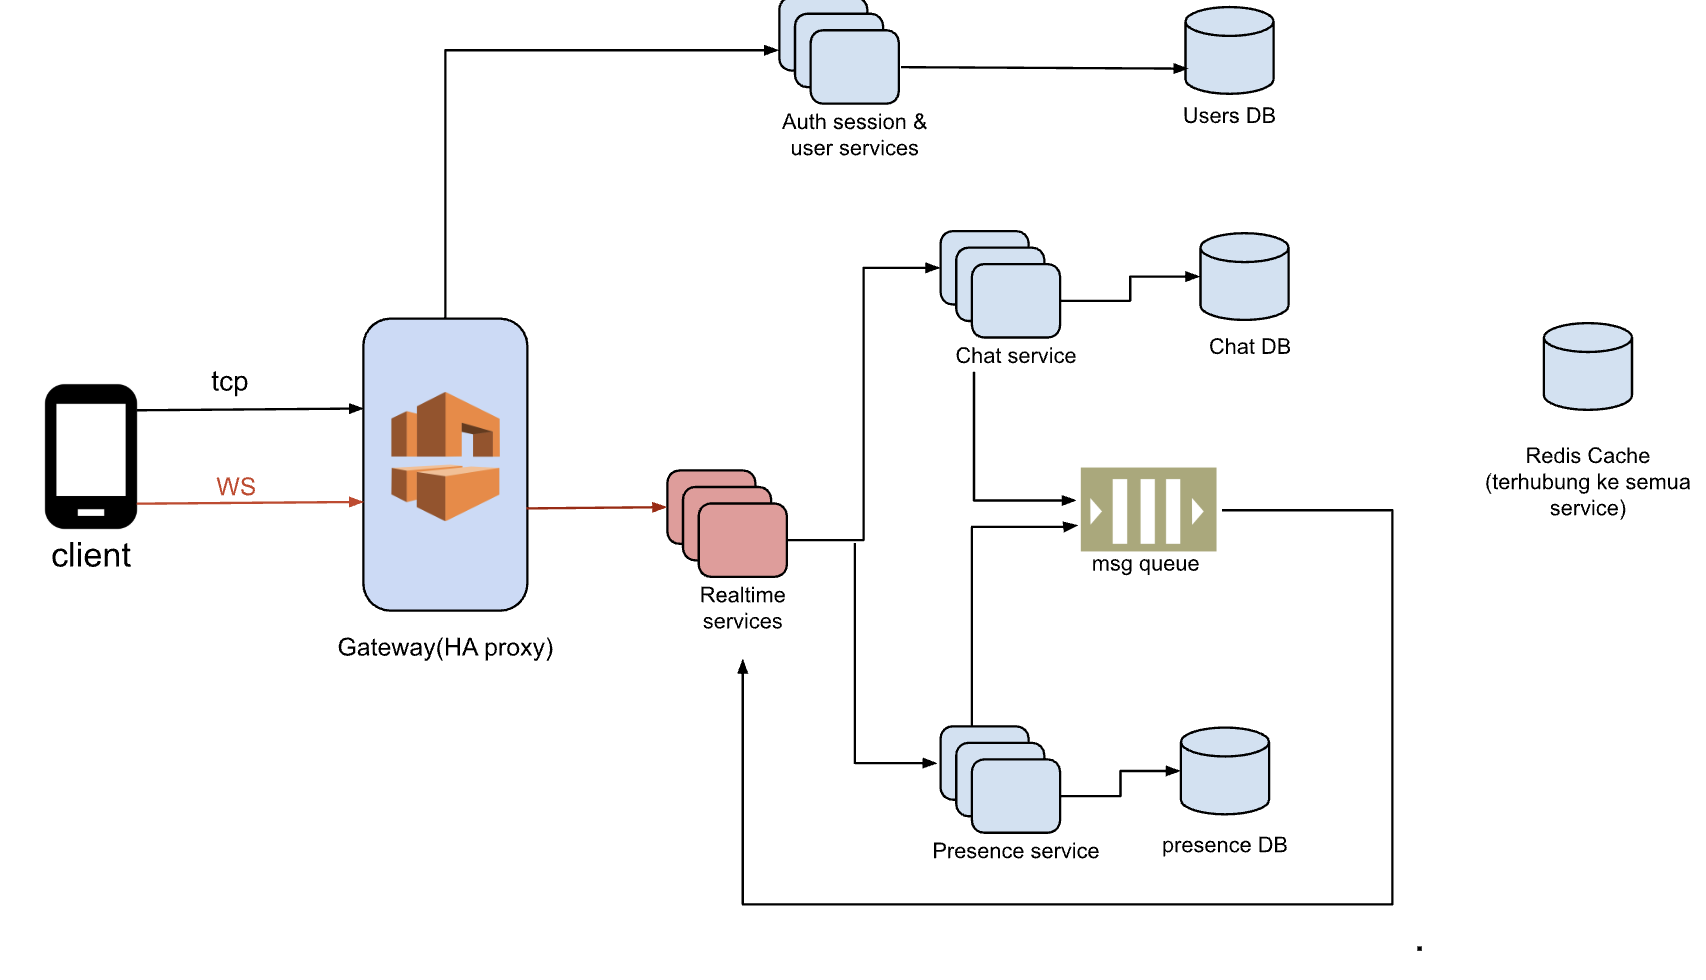 Auth session &
user services
Users DB
Chat service
Chat DB
tcp
WS
client
Gateway(HA proxy)
Realtime
services
msg queue
Redis Cache
(terhubung ke semua
service)
Presence service
presence DB